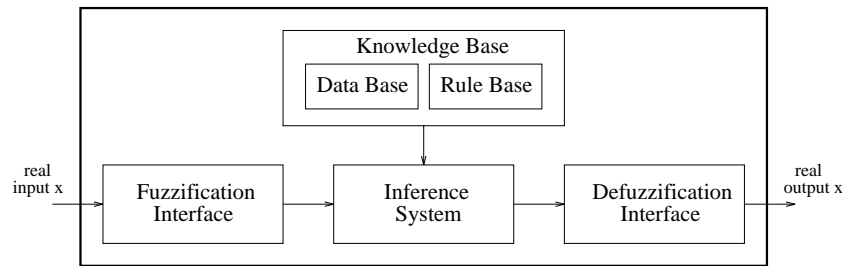 Knowledge Base
Data Base
Rule Base
real
input x
Fuzzification
Interface
Inference
System
Defuzzification
Interface
real
output x